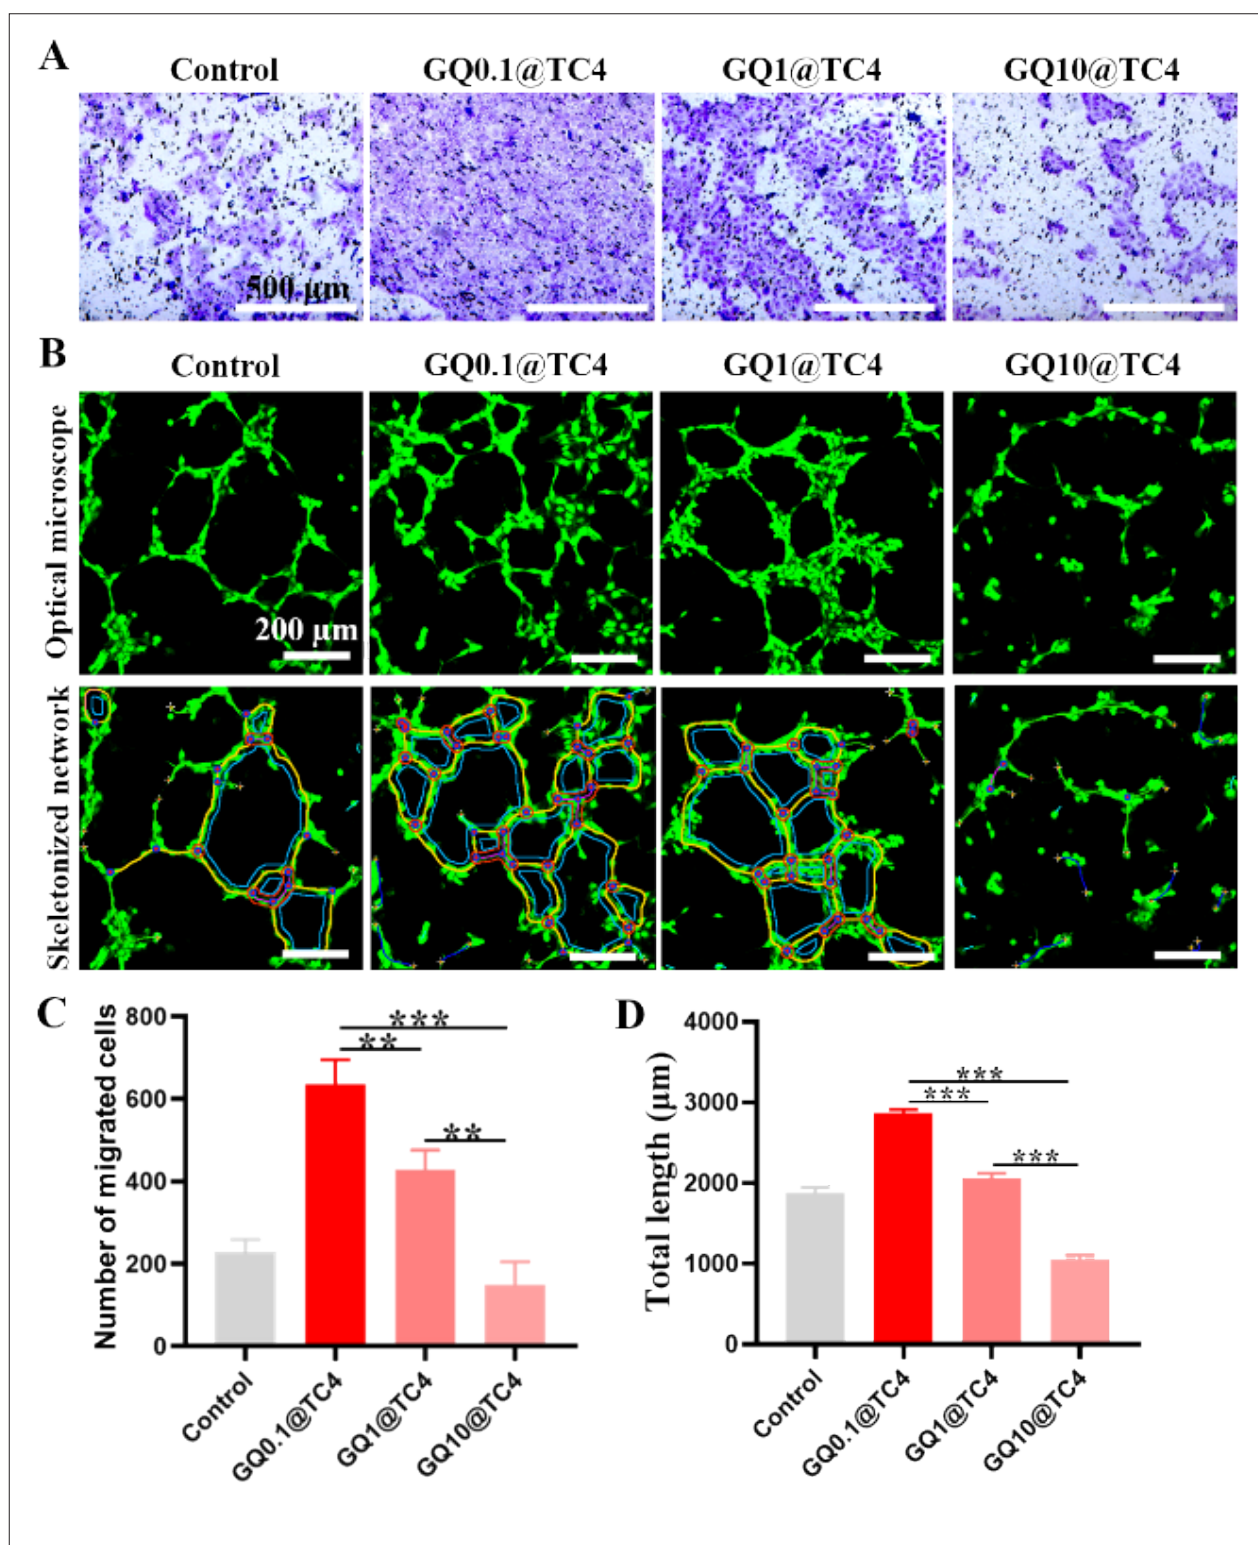 A
Control GQ0.1@TC4 GQ1@TC4 GQ10@TC4
500 μm
B
Control GQ0.1@TC4 GQ1@TC4 GQ10@TC4
Optical microscope
200 μm
Skeletonized network
C
Number of migrated cells
800
600
400
200
0
***
**
**
Control GQ0.1@TC4 GQ1@TC4 GQ10@TC4
D
Total length (μm)
4000
3000
2000
1000
0
***
***
***
Control GQ0.1@TC4 GQ1@TC4 GQ10@TC4